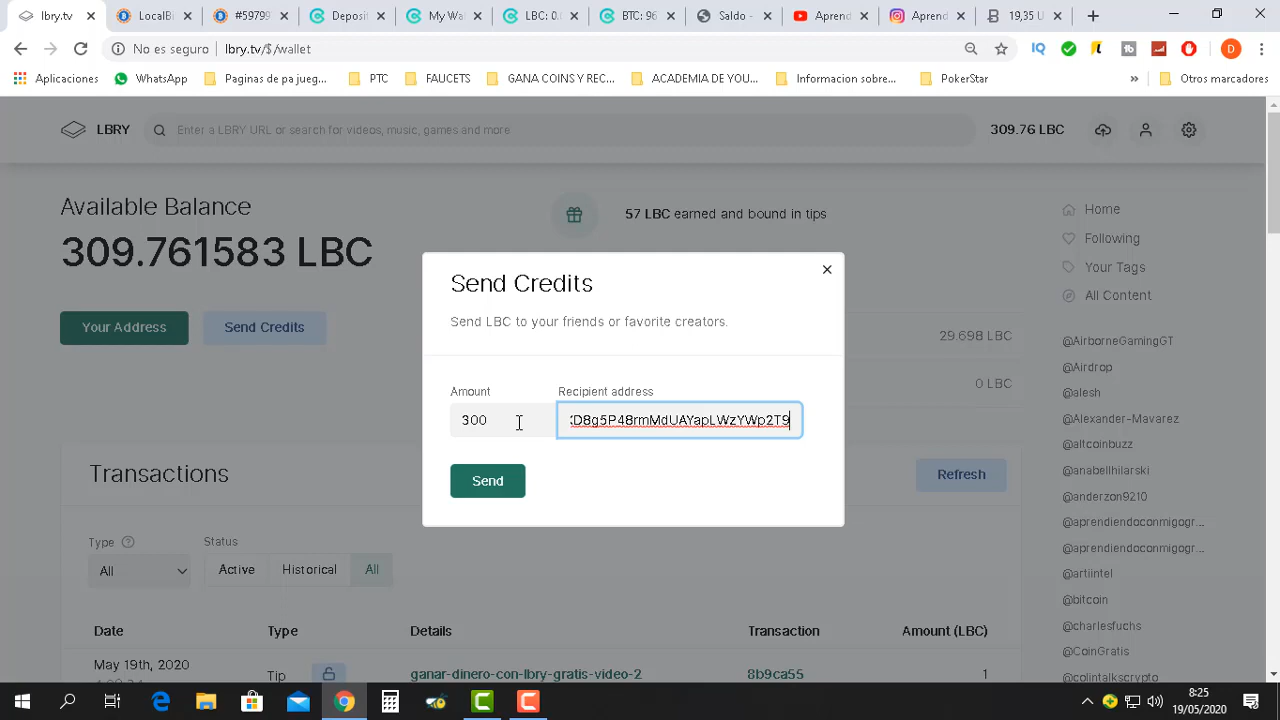 lbry.tv
LocalB
#59799
Deposit
My Wa
LBC: 0.
BTC: 96
Saldo
Aprend
Aprend
19,35 U
No es seguro
lbry.tv/$/wallet
Aplicaciones
WhatsApp
Paginas de pa jueg...
PTC
FAUCETS
GANA COINS Y REC...
ACADEMIA DE YOU...
Informacion sobre...
PokerStar
»
Otros marcadores
LBRY
Enter a LBRY URL or search for videos, music, games and more
309.76 LBC
Available Balance
309.761583 LBC
57 LBC earned and bound in tips
Your Address
Send Credits
29.698 LBC
0 LBC
Home
Following
Your Tags
All Content
@AirborneGamingGT
@Airdrop
@alesh
@Alexander-Mavarez
@altcoinbuzz
@anabellhilarski
@anderzon9210
@aprendiendoconmigogr...
@aprendiendoconmigogr...
@artiintel
@bitcoin
@charlesfuchs
@CoinGratis
@cointalkscrypto
Send Credits
Send LBC to your friends or favorite creators.
Amount
Recipient address
300
D8g5P48rmMdUAYapLWzYWp2T9
Send
Transactions
Refresh
Type
Status
All
Active
Historical
All
Date
Type
Details
Transaction
Amount (LBC)
May 19th, 2020
Tip
ganar-dinero-con-lbry-gratis-video-2
8b9ca55
1
8:25
19/05/2020